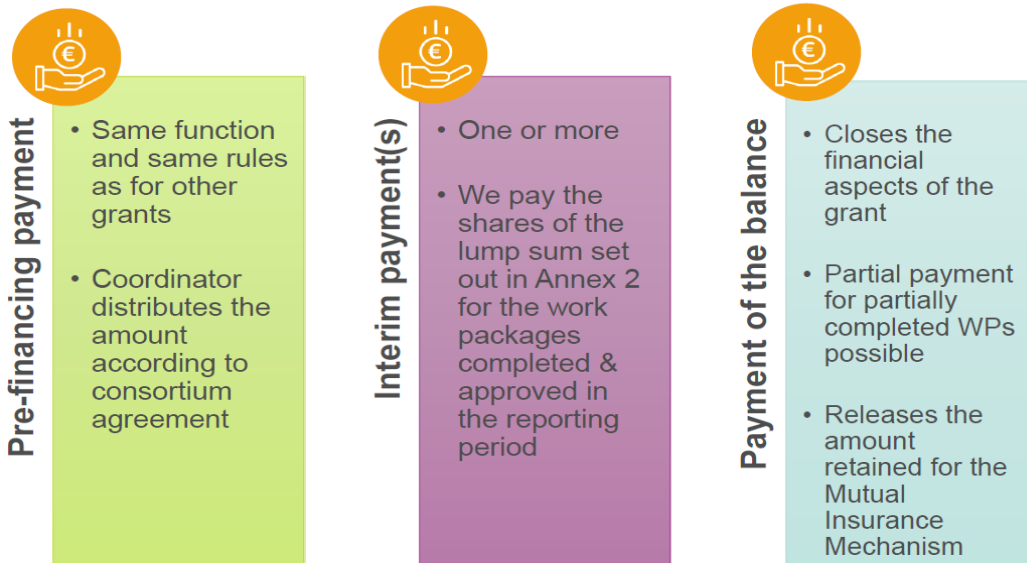 Pre-financing payment
• Same function
and same rules
as for other
grants
• Coordinator
distributes the
amount
according to
consortium
agreement
Interim payment(s)
• One or more
• We pay the
shares of the
lump sum set
out in Annex 2
for the work
packages
completed &
approved in
the reporting
period
Payment of the balance
• Closes the
financial
aspects of the
grant
• Partial payment
for partially
completed WPs
possible
• Releases the
amount
retained for the
Mutual
Insurance
Mechanism